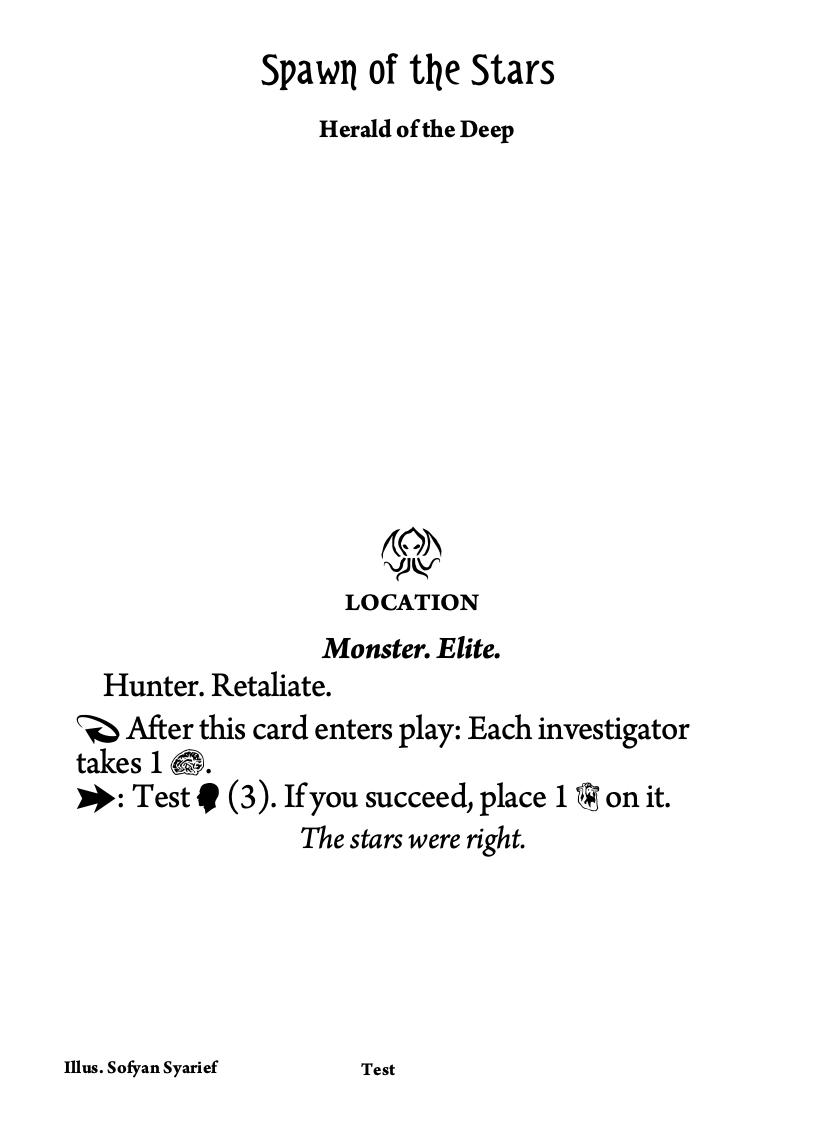 Spawn of the Stars
Herald of the Deep
LOCATION
Monster. Elite.
Hunter. Retaliate.
After this card enters play: Each investigator
takes 1 .
: Test (3). If you succeed, place 1 on it.
The stars were right.
Illus. Sofyan Syarief
Test